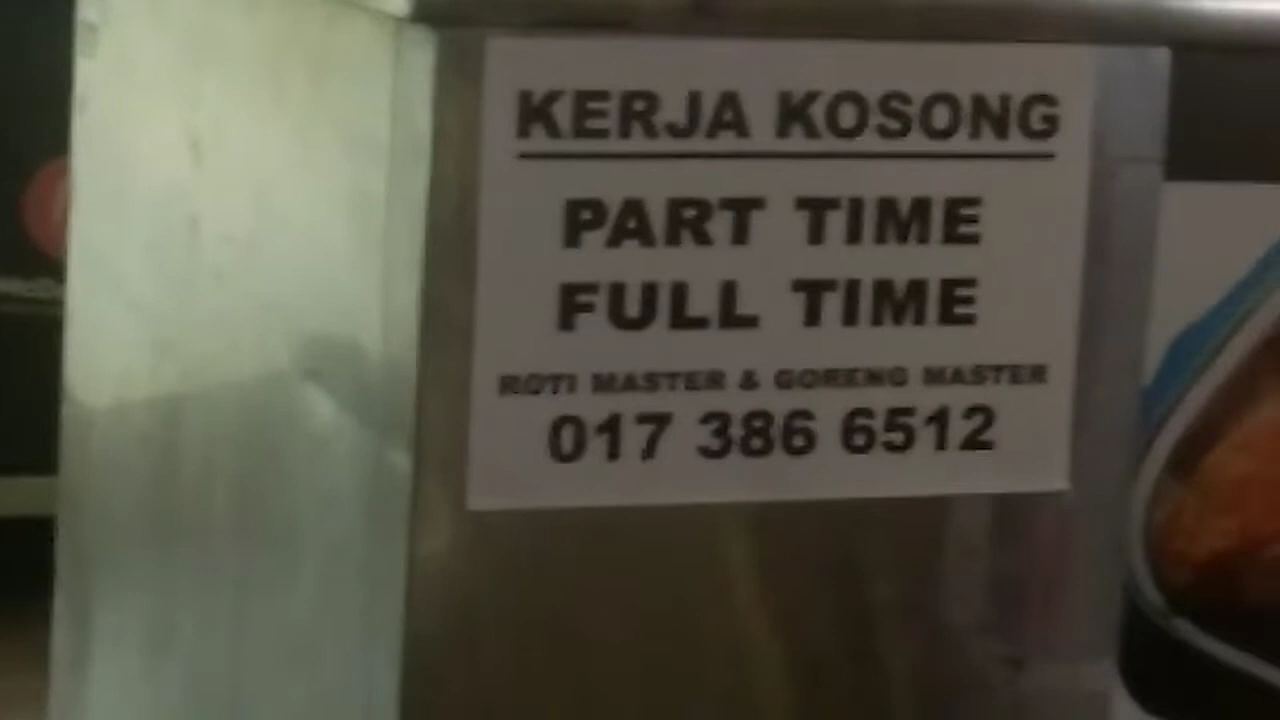 KERJA KOSONG
PART TIME
FULL TIME
ROTI MASTER & GORENG MASTER
017 386 6512